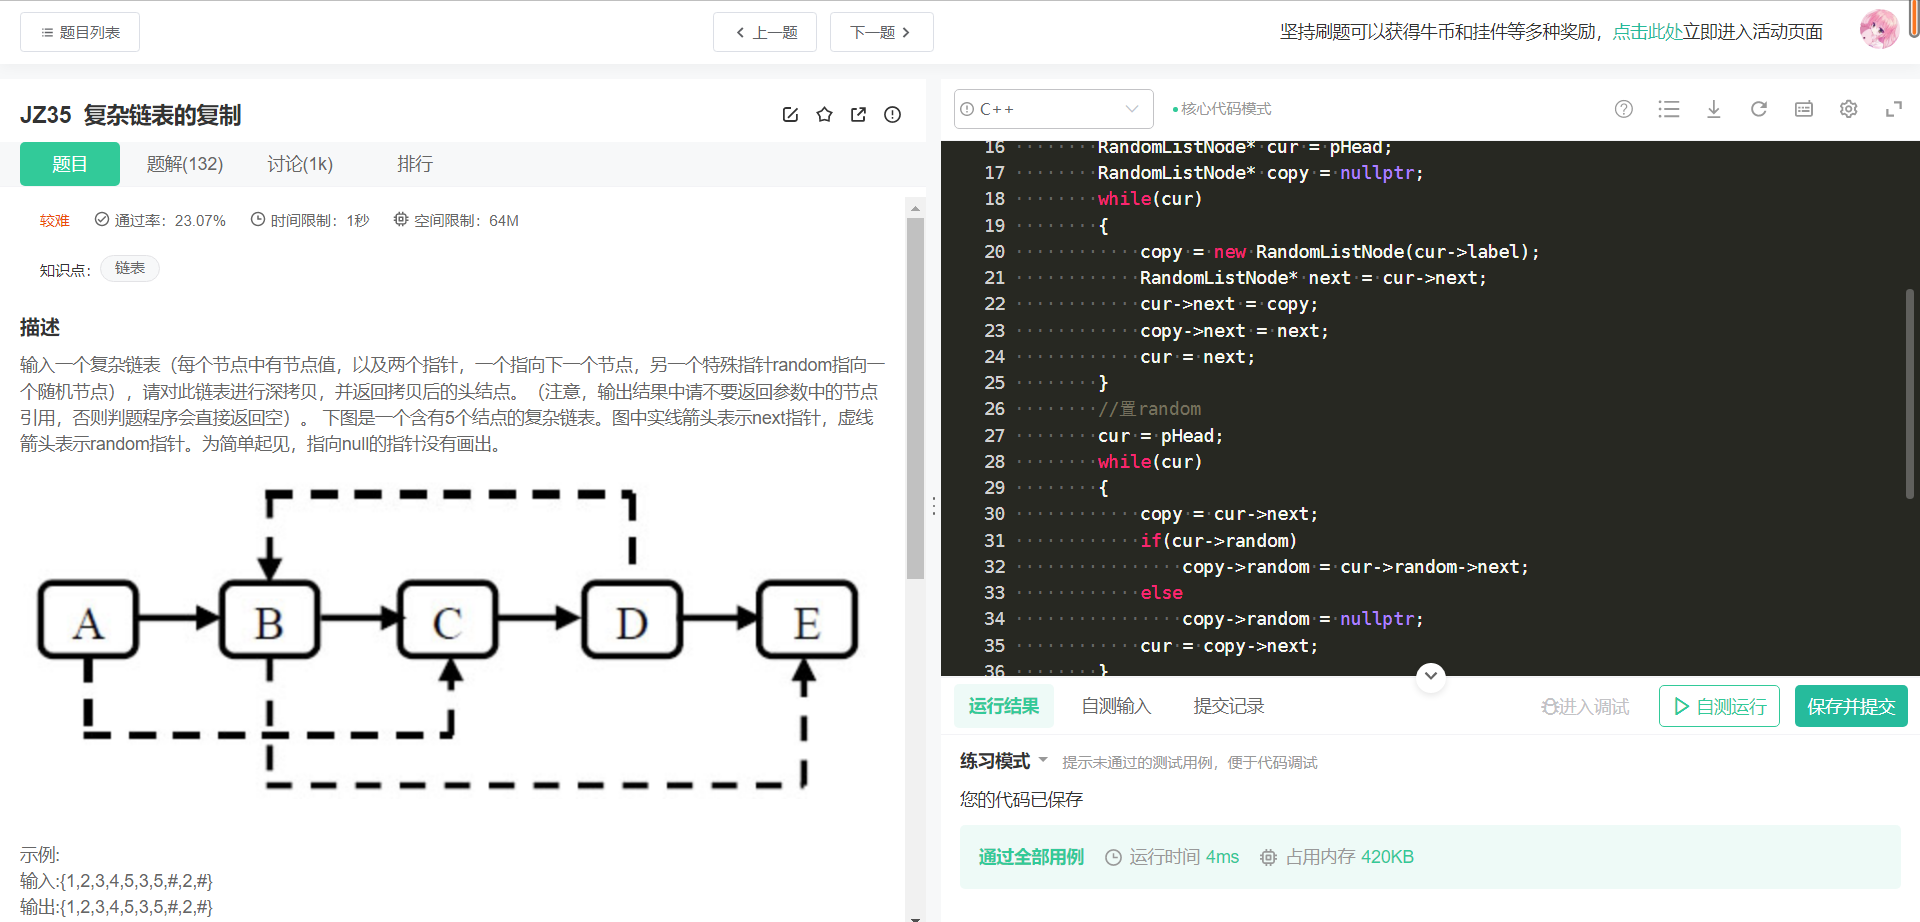 题目列表
上一题
下一题
坚持刷题可以获得牛币和挂件等多种奖励，点击此处立即进入活动页面
JZ35 复杂链表的复制
题目 题解(132) 讨论(1k) 排行
较难 通过率：23.07% 时间限制：1秒 空间限制：64M
知识点： 链表
描述
输入一个复杂链表（每个节点中有节点值，以及两个指针，一个指向下一个节点，另一个特殊指针random指向一
个随机节点），请对此链表进行深拷贝，并返回拷贝后的头结点。（注意，输出结果中请不要返回参数中的节点
引用，否则判题程序会直接返回空）。 下图是一个含有5个结点的复杂链表。图中实线箭头表示next指针，虚线
箭头表示random指针。为简单起见，指向null的指针没有画出。
A B C D E
示例:
输入:{1,2,3,4,5,3,5,#,2,#}
输出:{1,2,3,4,5,3,5,#,2,#}
C++ 核心代码模式
16 RandomListNode* cur = pHead;
17 RandomListNode* copy = nullptr;
18 while(cur)
19 {
20 copy = new RandomListNode(cur->label);
21 RandomListNode* next = cur->next;
22 cur->next = copy;
23 copy->next = next;
24 cur = next;
25 }
26 //置random
27 cur = pHead;
28 while(cur)
29 {
30 copy = cur->next;
31 if(cur->random)
32 copy->random = cur->random->next;
33 else
34 copy->random = nullptr;
35 cur = copy->next;
36 }
运行结果 自测输入 提交记录 进入调试 自测运行 保存并提交
练习模式 提示未通过的测试用例，便于代码调试
您的代码已保存
通过全部用例 运行时间 4ms 占用内存 420KB